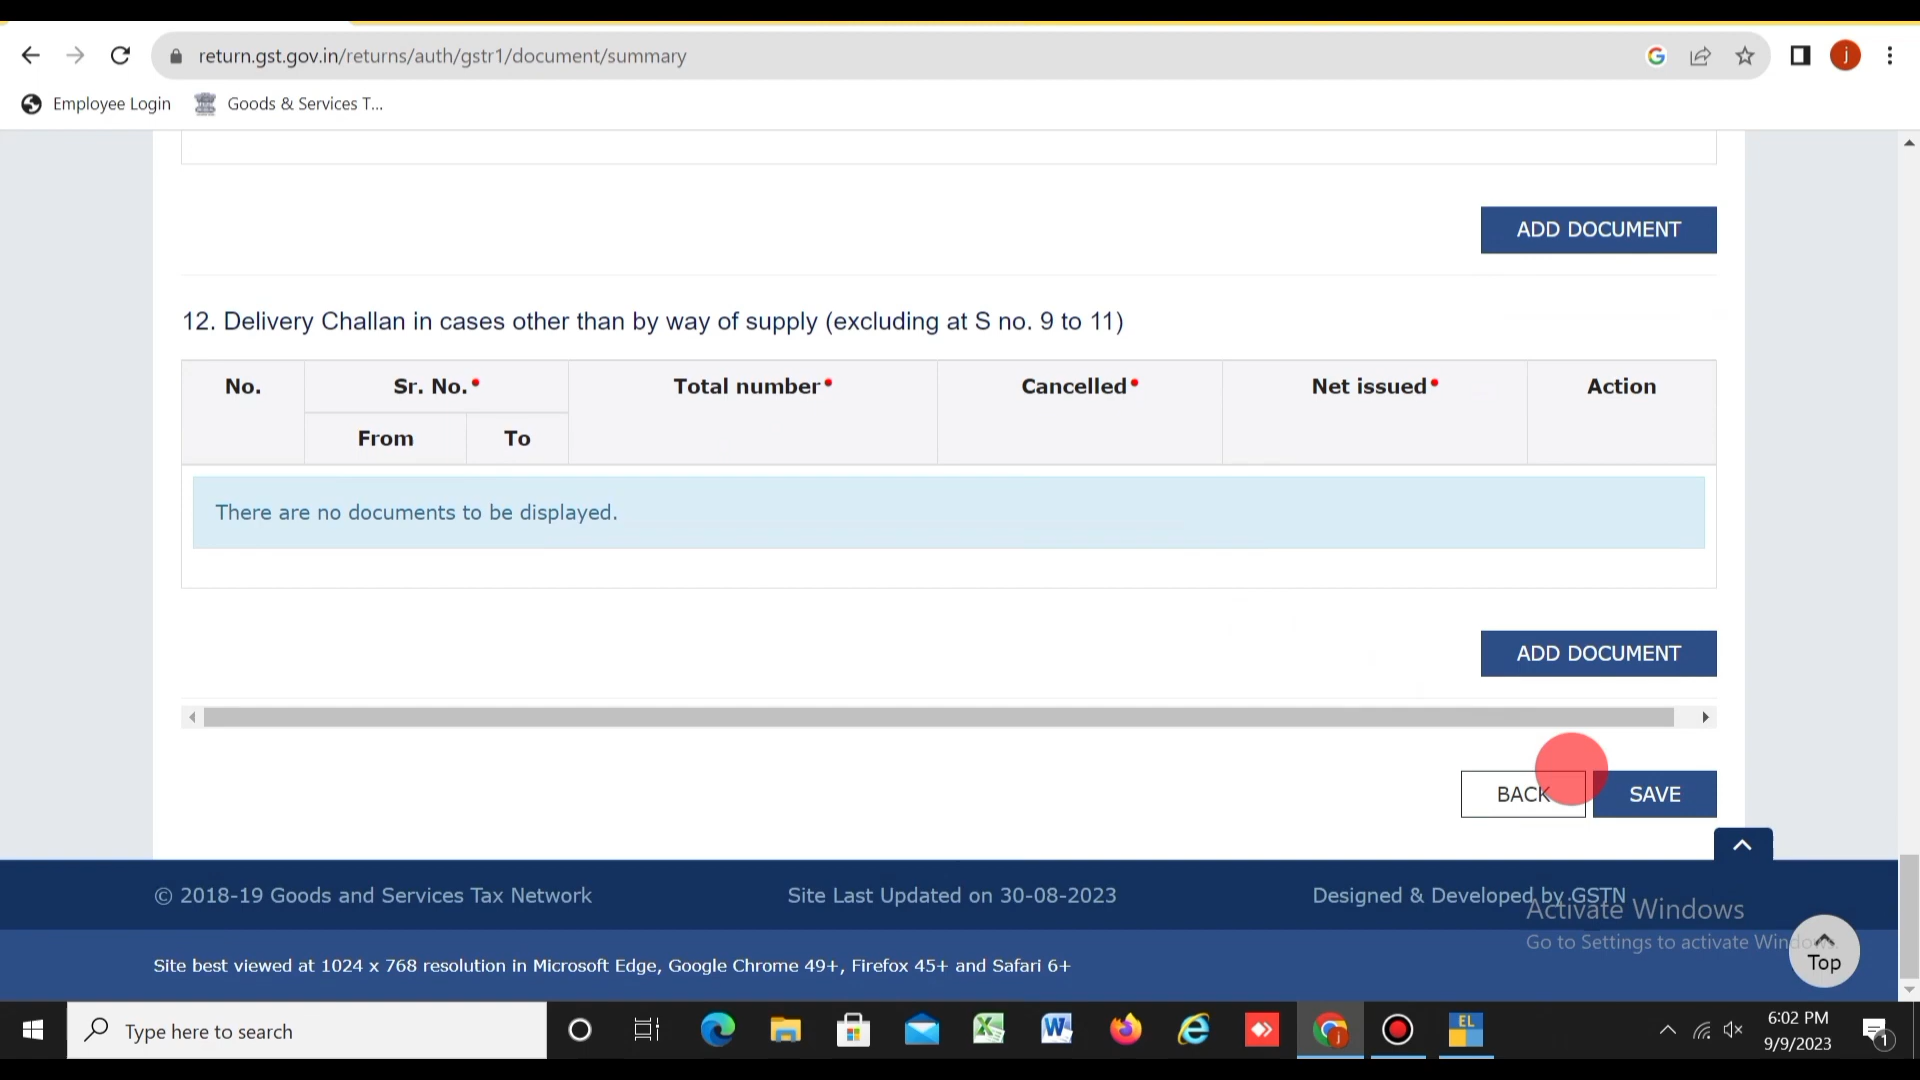 return.gst.gov.in/returns/auth/gstr1/document/summary
G
j
Employee Login
Goods & Services T...
ADD DOCUMENT
12. Delivery Challan in cases other than by way of supply (excluding at S no. 9 to 11)
No. Sr. No.• Total number• Cancelled• Net issued• Action
From To
There are no documents to be displayed.
ADD DOCUMENT
BACK SAVE
© 2018-19 Goods and Services Tax Network Site Last Updated on 30-08-2023 Designed & Developed by GSTN
Activate Windows
Go to Settings to activate Windows.
Top
Site best viewed at 1024 x 768 resolution in Microsoft Edge, Google Chrome 49+, Firefox 45+ and Safari 6+
Type here to search
EL
6:02 PM
9/9/2023
1